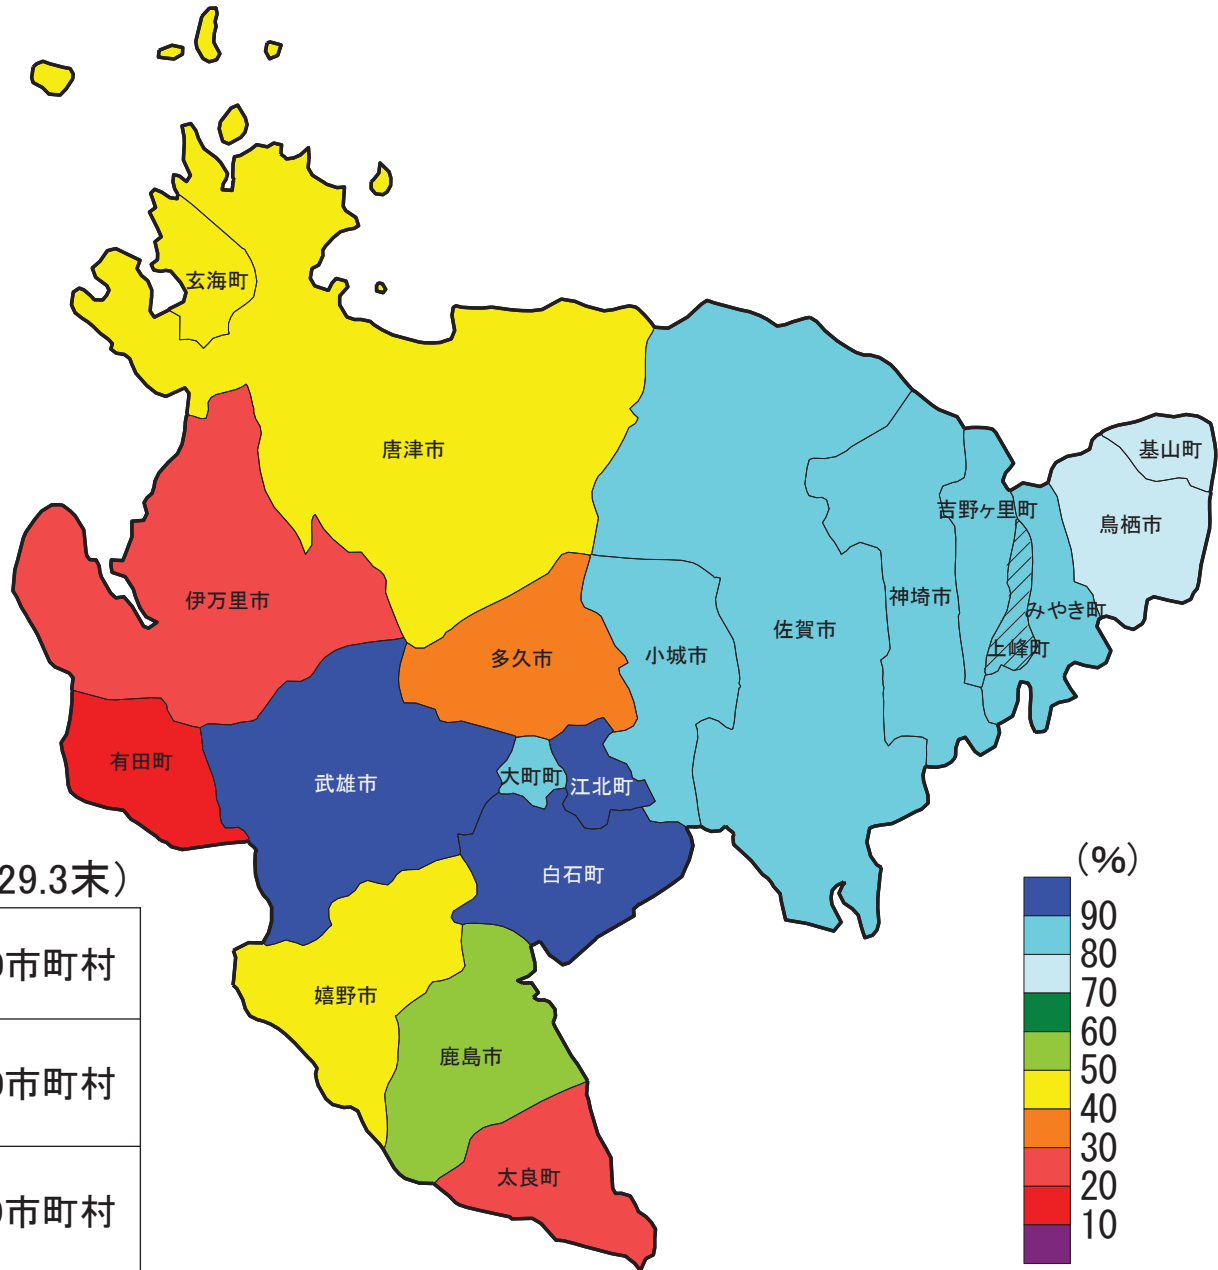 玄海町
唐津市
基山町
吉野ヶ里町
鳥栖市
伊万里市
神埼市
みやき町
佐賀市
上峰町
小城市
多久市
有田町
武雄市
大町町
江北町
白石町
嬉野市
鹿島市
太良町
29.3末）
市町村
市町村
市町村
（%）
90
80
70
60
50
40
30
20
10